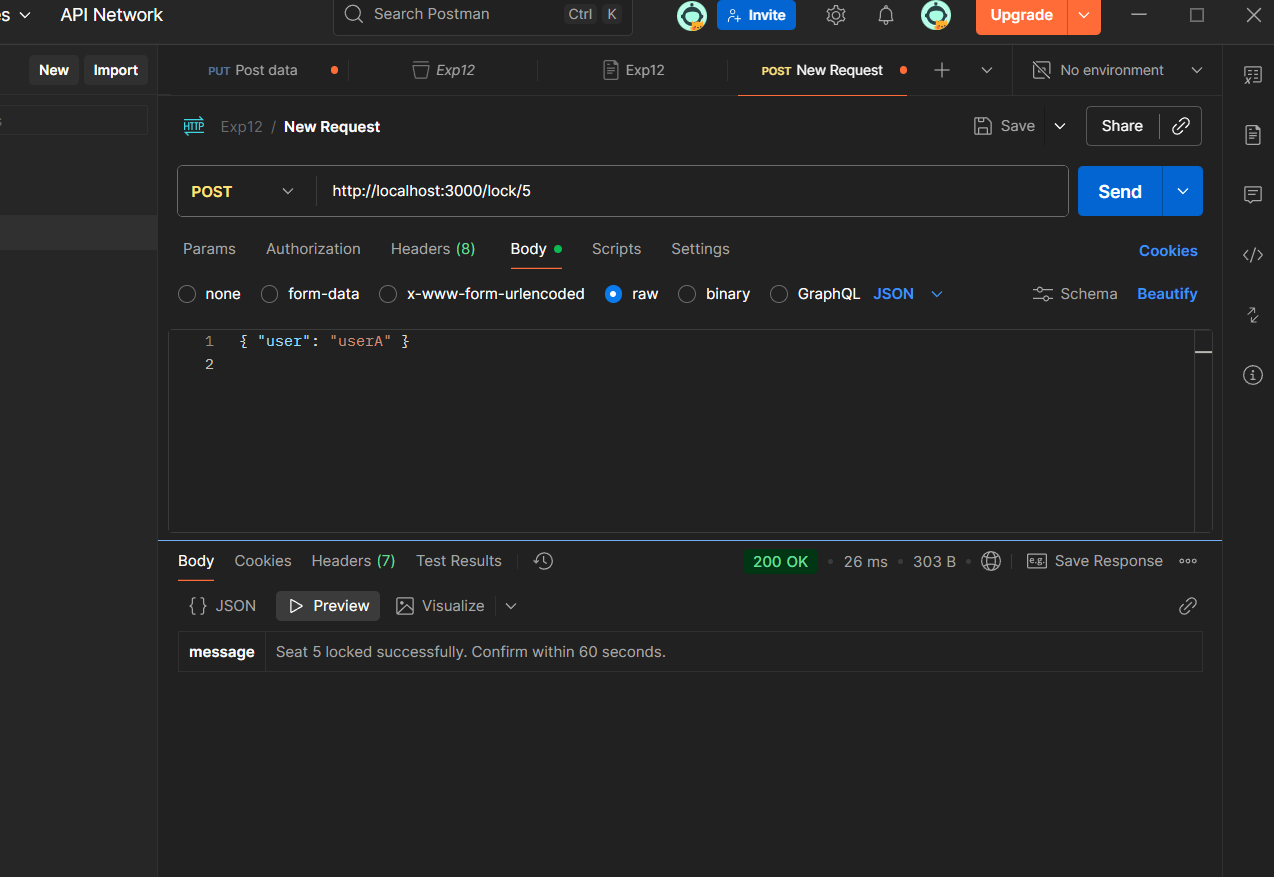 s API Network Search Postman Ctrl K Invite Upgrade
New Import PUT Post data Exp12 Exp12 POST New Request No environment
s
HTTP Exp12 / New Request Save Share
POST http://localhost:3000/lock/5 Send
Params Authorization Headers (8) Body Scripts Settings Cookies
none form-data x-www-form-urlencoded raw binary GraphQL JSON Schema Beautify
1 { "user": "userA" }
2
Body Cookies Headers (7) Test Results 200 OK • 26 ms • 303 B • e.g. Save Response
{} JSON Preview Visualize
message Seat 5 locked successfully. Confirm within 60 seconds.